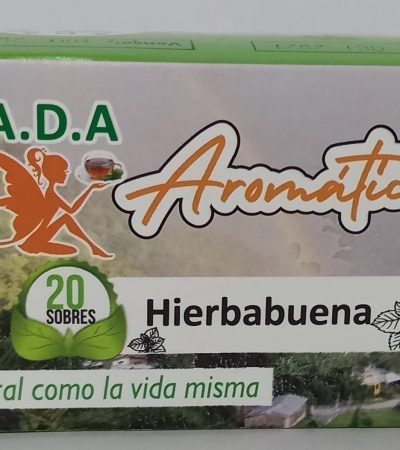 A.D.A
Aromátic
20
SOBRES
Hierbabuena
ral como la vida misma